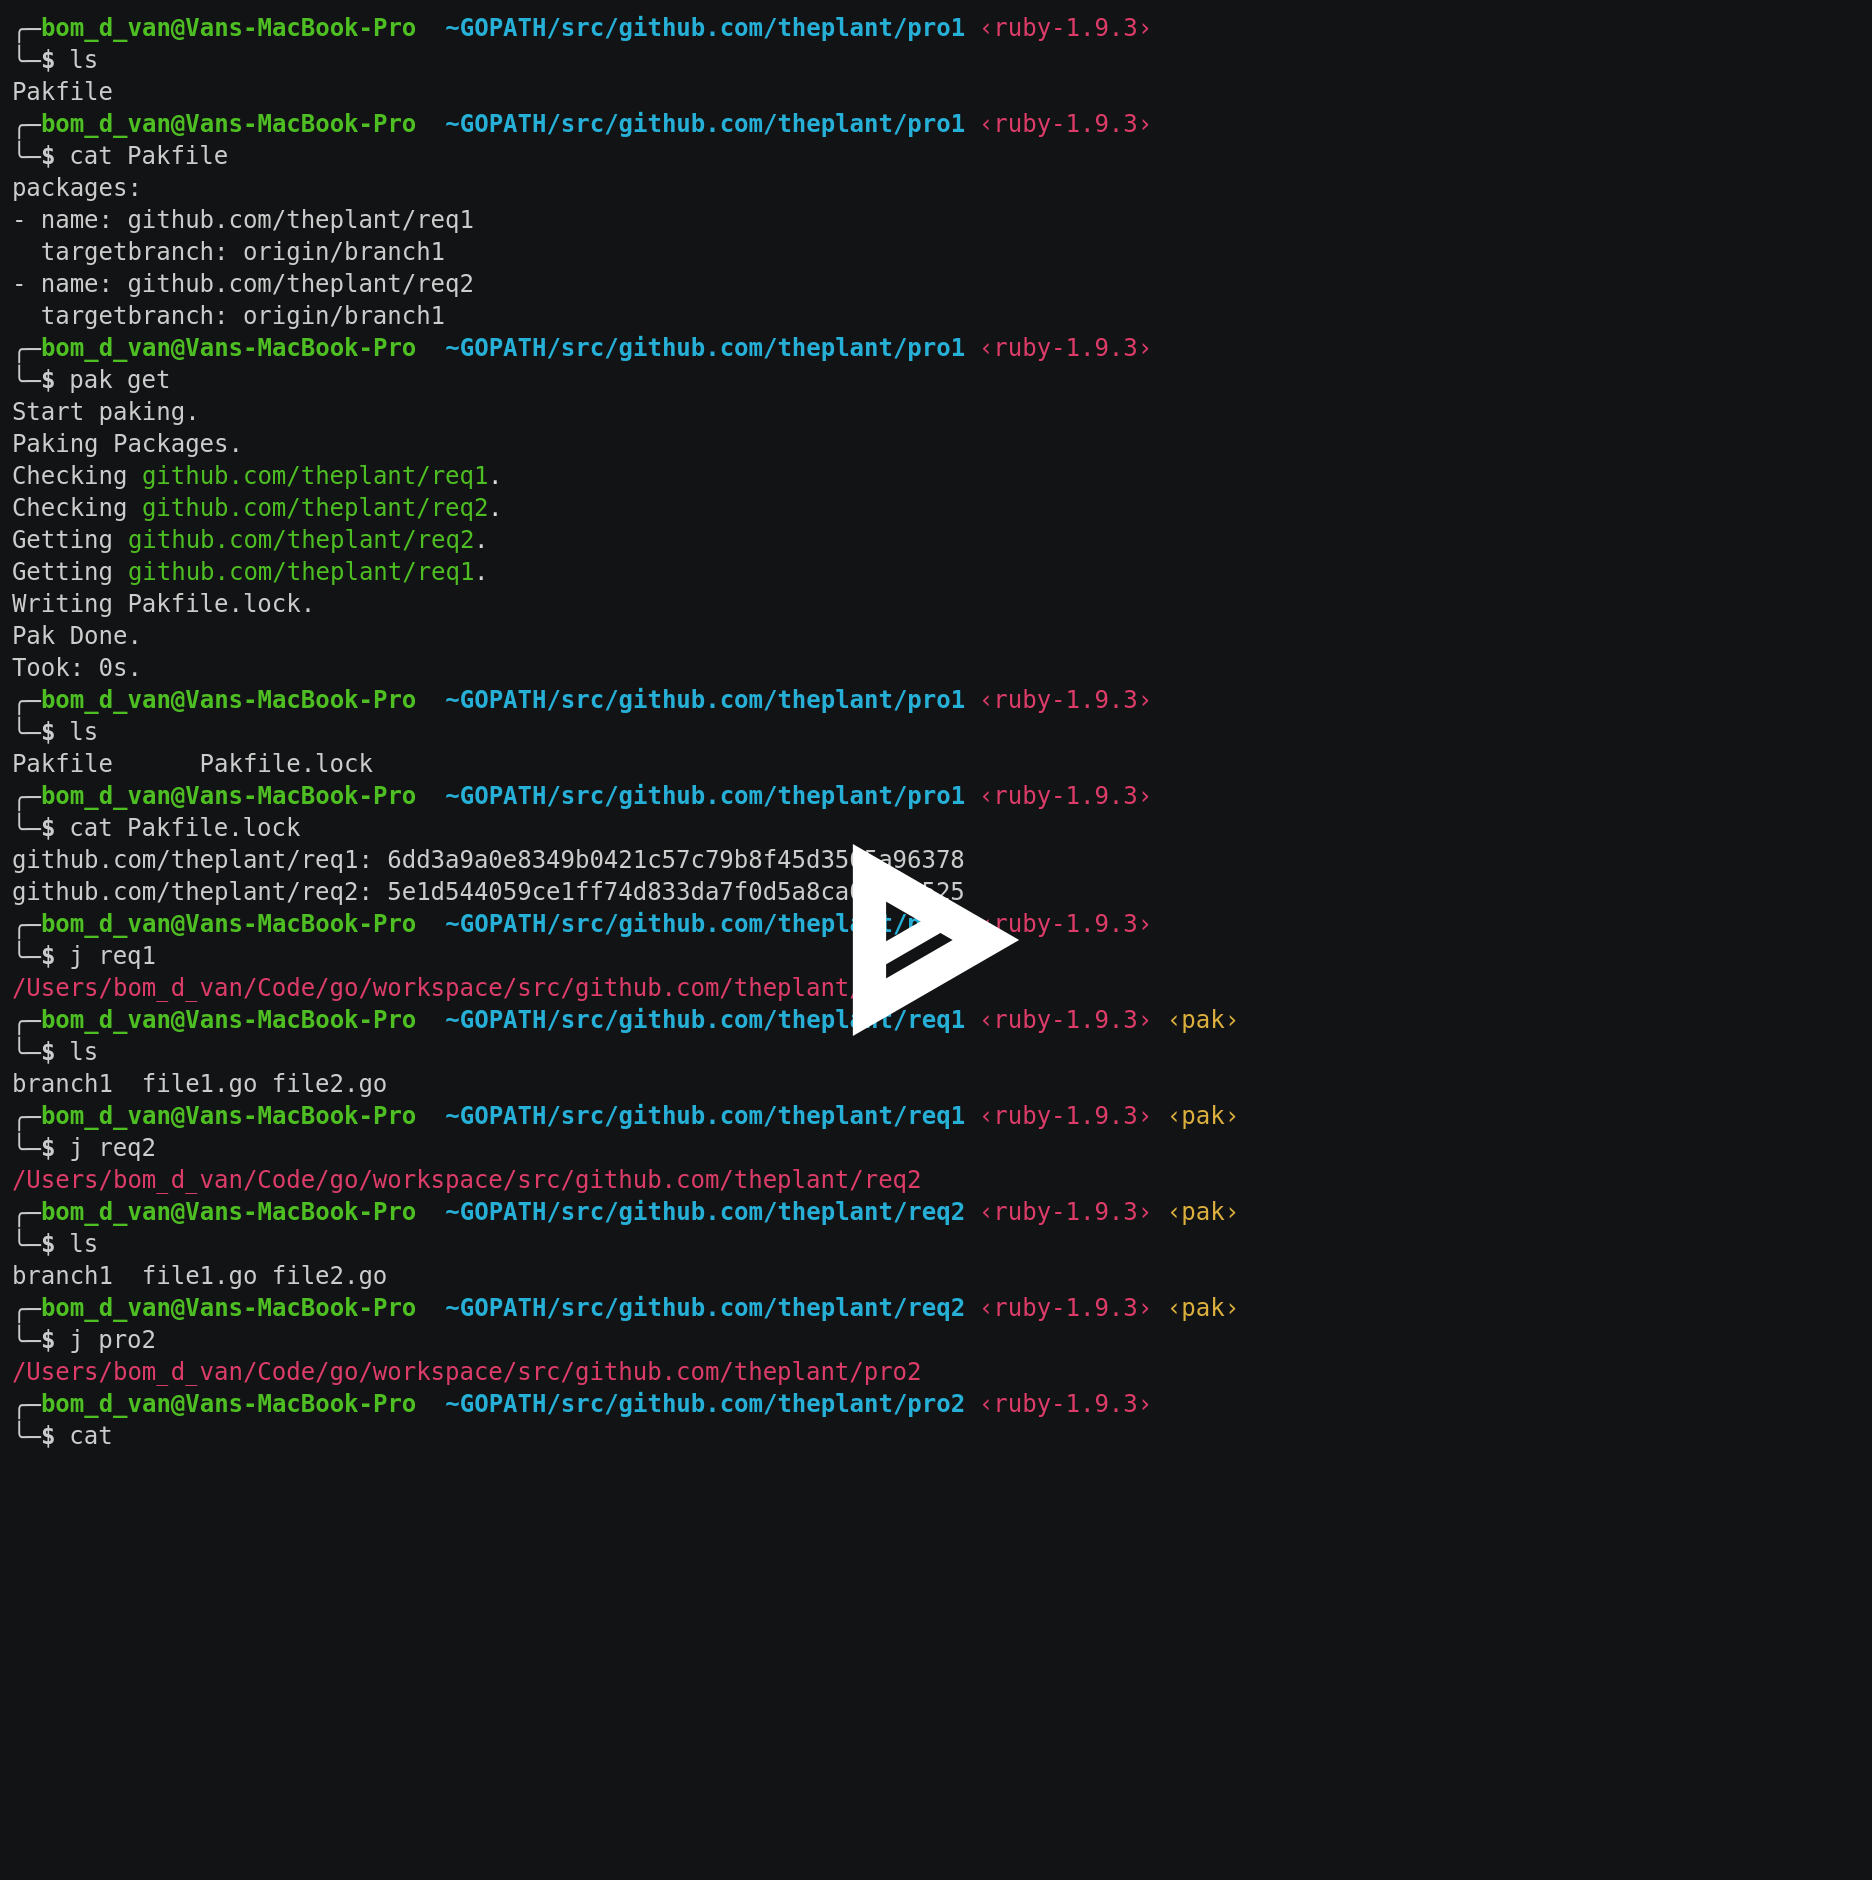 ╭─bom_d_van@Vans-MacBook-Pro  ~GOPATH/src/github.com/theplant/pro1 ‹ruby-1.9.3›
╰─$ ls
Pakfile
╭─bom_d_van@Vans-MacBook-Pro  ~GOPATH/src/github.com/theplant/pro1 ‹ruby-1.9.3›
╰─$ cat Pakfile
packages:
- name: github.com/theplant/req1
  targetbranch: origin/branch1
- name: github.com/theplant/req2
  targetbranch: origin/branch1
╭─bom_d_van@Vans-MacBook-Pro  ~GOPATH/src/github.com/theplant/pro1 ‹ruby-1.9.3›
╰─$ pak get
Start paking.
Paking Packages.
Checking github.com/theplant/req1.
Checking github.com/theplant/req2.
Getting github.com/theplant/req2.
Getting github.com/theplant/req1.
Writing Pakfile.lock.
Pak Done.
Took: 0s.
╭─bom_d_van@Vans-MacBook-Pro  ~GOPATH/src/github.com/theplant/pro1 ‹ruby-1.9.3›
╰─$ ls
Pakfile      Pakfile.lock
╭─bom_d_van@Vans-MacBook-Pro  ~GOPATH/src/github.com/theplant/pro1 ‹ruby-1.9.3›
╰─$ cat Pakfile.lock
github.com/theplant/req1:
github.com/theplant/req2:
╭─bom_d_van@Vans-MacBook-Pro  ~GOPATH/src/github.com/theplant/ ‹ruby-1.9.3›
╰─$ j req1
/Users/bom_d_van/Code/go/workspace/src/github.com/theplant/
╭─bom_d_van@Vans-MacBook-Pro  ~GOPATH/src/github.com/theplant/req1 ‹ruby-1.9.3› ‹pak›
╰─$ ls
branch1  file1.go file2.go
╭─bom_d_van@Vans-MacBook-Pro  ~GOPATH/src/github.com/theplant/req1 ‹ruby-1.9.3› ‹pak›
╰─$ j req2
/Users/bom_d_van/Code/go/workspace/src/github.com/theplant/req2
╭─bom_d_van@Vans-MacBook-Pro  ~GOPATH/src/github.com/theplant/req2 ‹ruby-1.9.3› ‹pak›
╰─$ ls
branch1  file1.go file2.go
╭─bom_d_van@Vans-MacBook-Pro  ~GOPATH/src/github.com/theplant/req2 ‹ruby-1.9.3› ‹pak›
╰─$ j pro2
/Users/bom_d_van/Code/go/workspace/src/github.com/theplant/pro2
╭─bom_d_van@Vans-MacBook-Pro  ~GOPATH/src/github.com/theplant/pro2 ‹ruby-1.9.3›
╰─$ cat